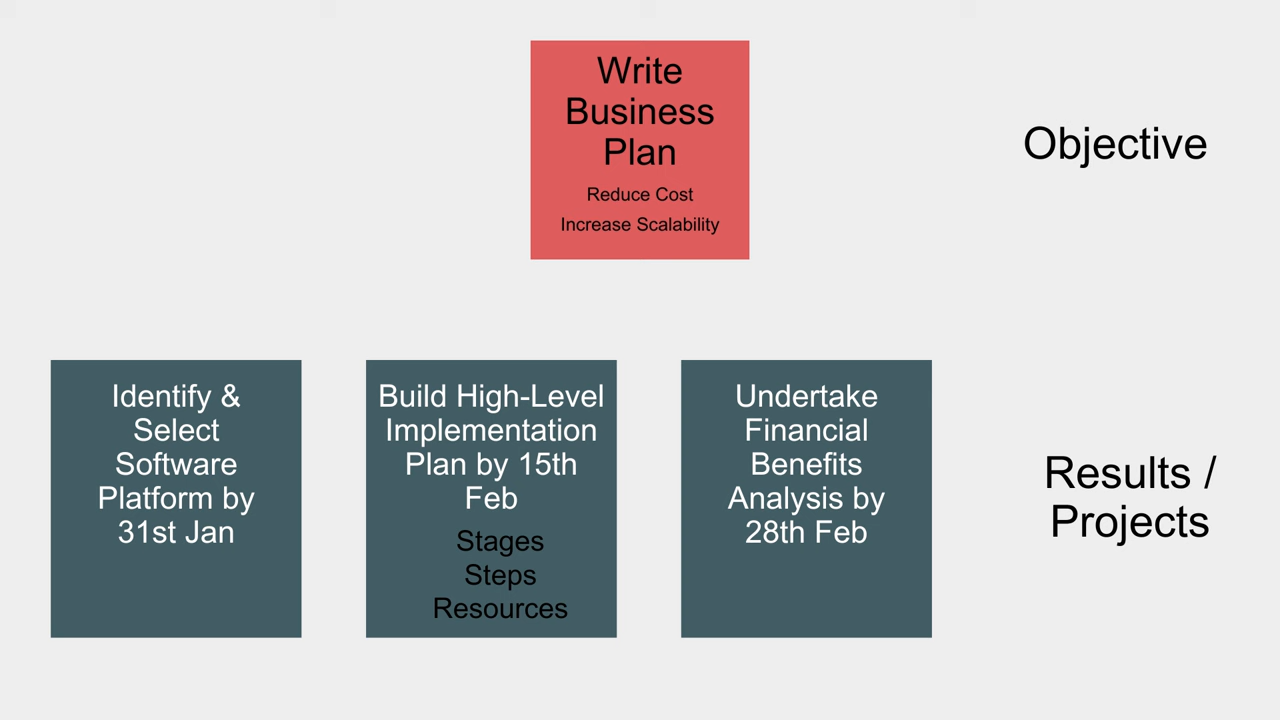 Write
Business
Plan
Reduce Cost
Increase Scalability
Objective
Identify &
Select
Software
Platform by
31st Jan
Build High-Level
Implementation
Plan by 15th
Feb
Stages
Steps
Resources
Undertake
Financial
Benefits
Analysis by
28th Feb
Results /
Projects